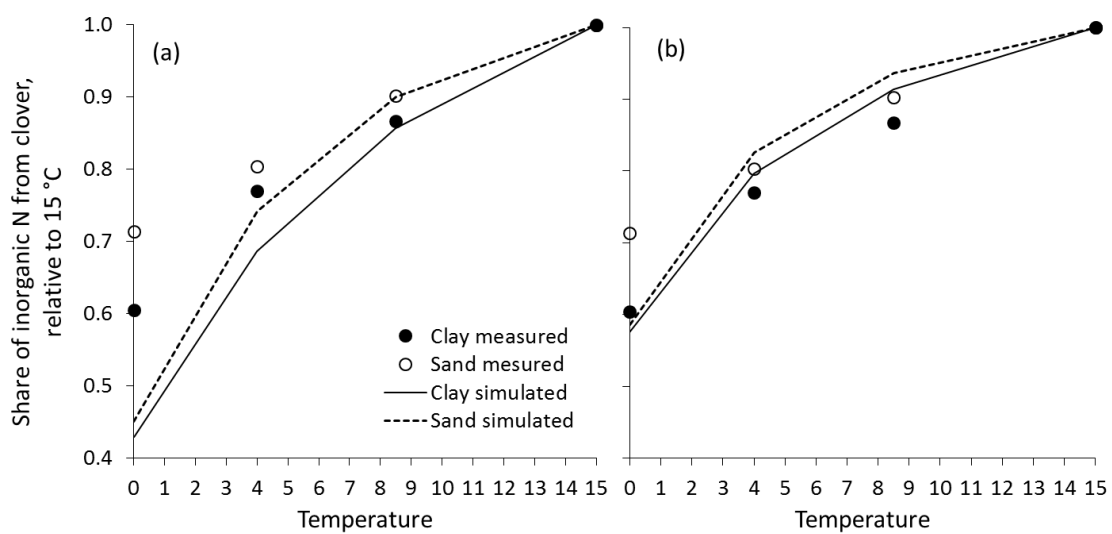 Share of inorganic N from clover,
relative to 15 °C
1.0
0.9
0.8
0.7
0.6
0.5
0.4
(a)
Clay measured
Sand mesured
Clay simulated
Sand simulated
0 1 2 3 4 5 6 7 8 9 10 11 12 13 14 15
Temperature
(b)
0 1 2 3 4 5 6 7 8 9 10 11 12 13 14 15
Temperature